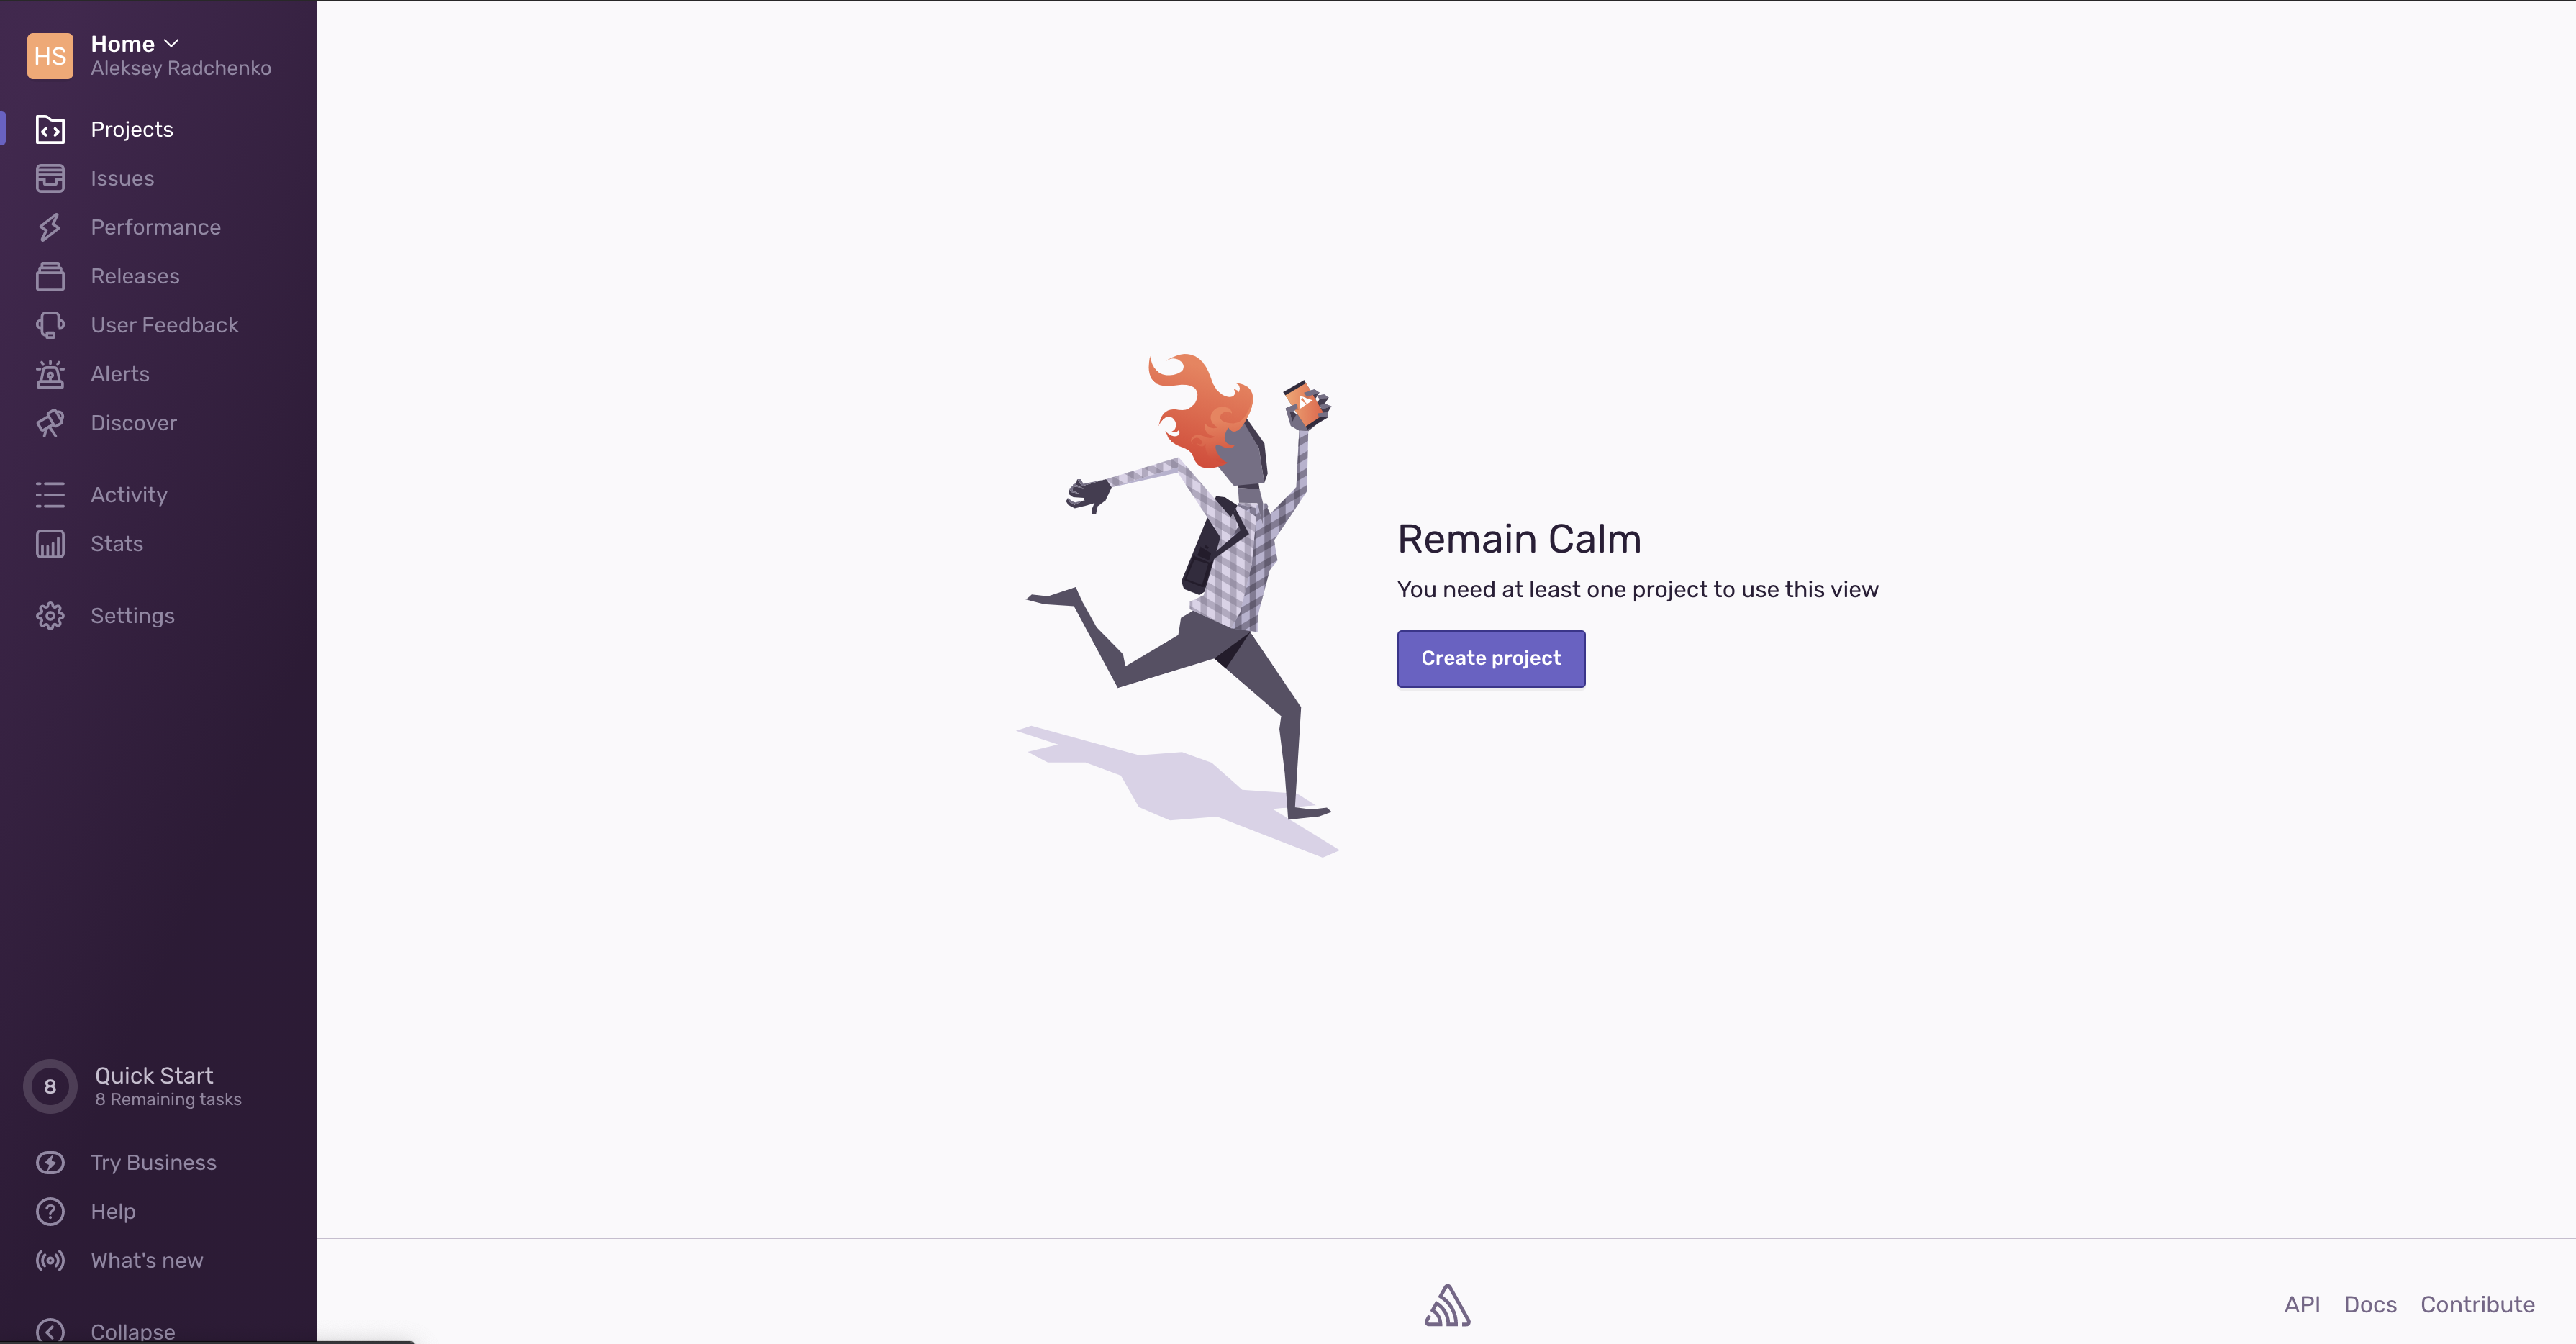 HS
Home
Aleksey Radchenko
Projects
Issues
Performance
Releases
User Feedback
Alerts
Discover
Activity
Stats
Settings
8
Quick Start
8 Remaining tasks
Try Business
Help
What's new
Collapse
Remain Calm
You need at least one project to use this view
Create project
API Docs Contribute